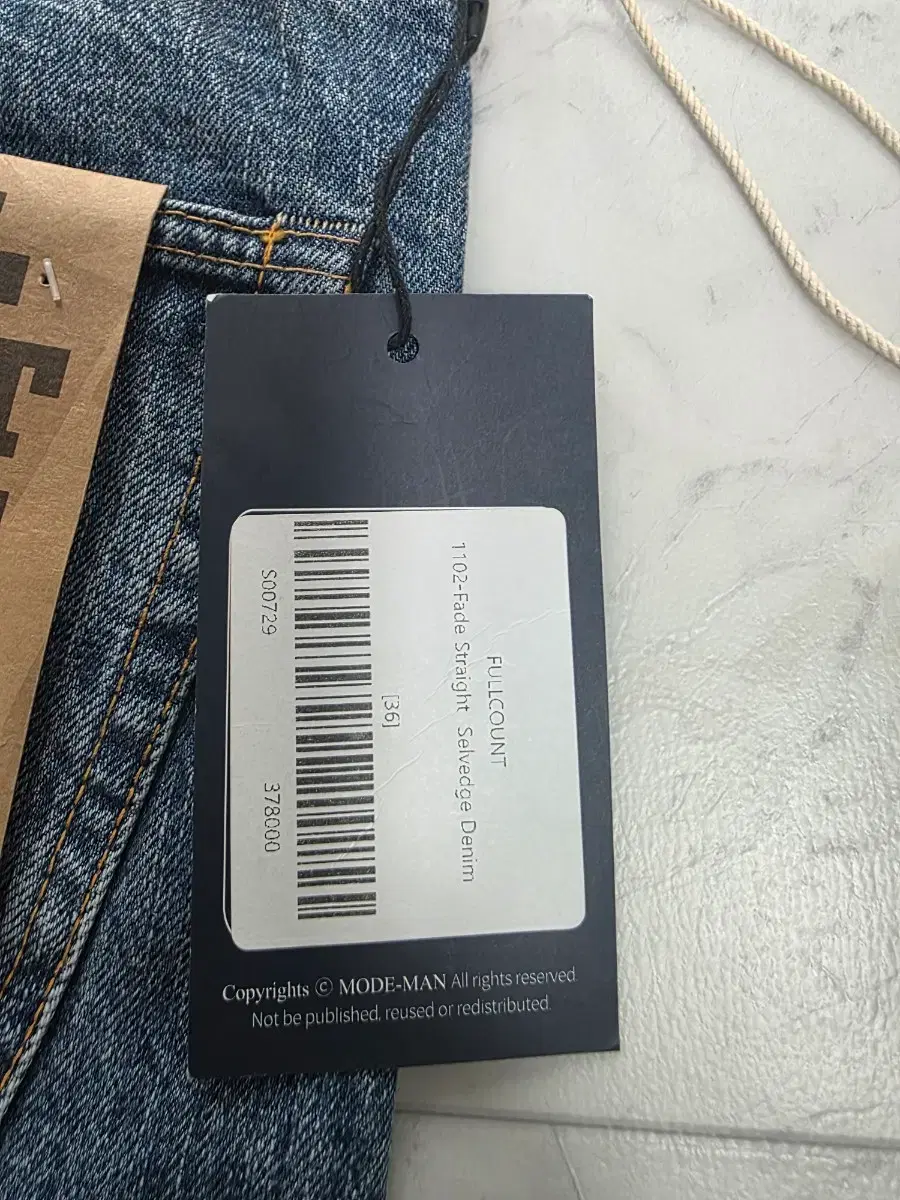 FULLCOUNT
1102-Fade Straight Selvedge Denim
[36]
S00729 378000
Copyrights © MODE-MAN All rights reserved.
Not be published, reused or redistributed.